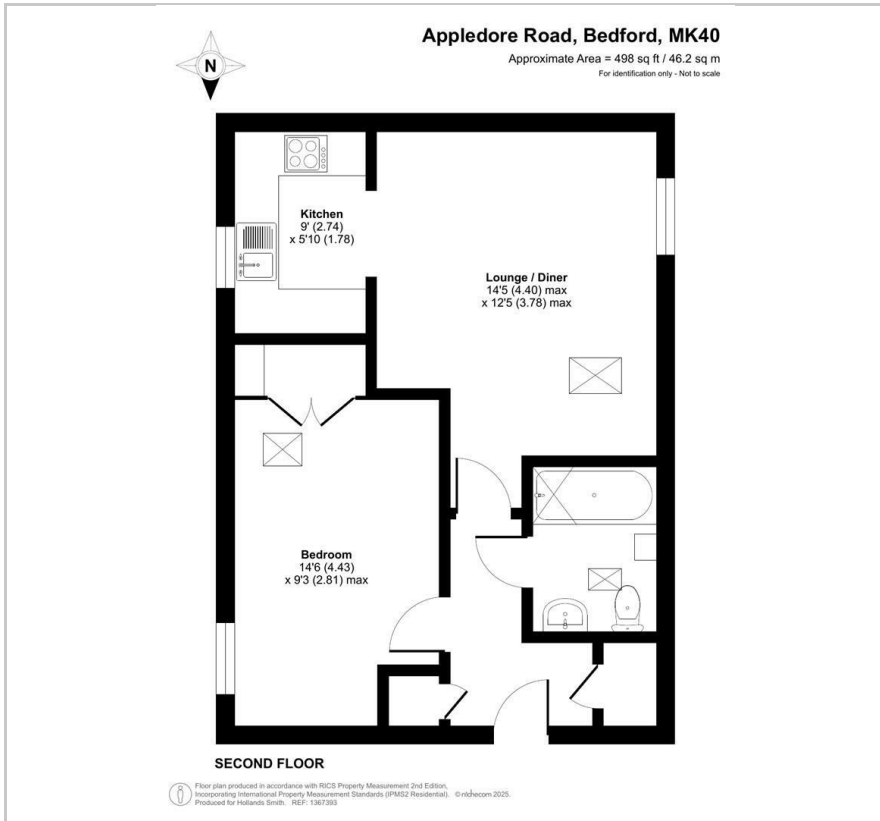 Appledore Road, Bedford, MK40
Approximate Area = 498 sq ft / 46.2 sq m
For identification only - Not to scale
N
Kitchen
9' (2.74)
x 5'10 (1.78)
Lounge / Diner
14'5 (4.40) max
x 12'5 (3.78) max
Bedroom
14'6 (4.43)
x 9'3 (2.81) max
SECOND FLOOR
Floor plan produced in accordance with RICS Property Measurement 2nd Edition,
Incorporating International Property Measurement Standards (IPMS2 Residential). ©nichecom 2025.
Produced for Hollands Smith. REF: 1367393